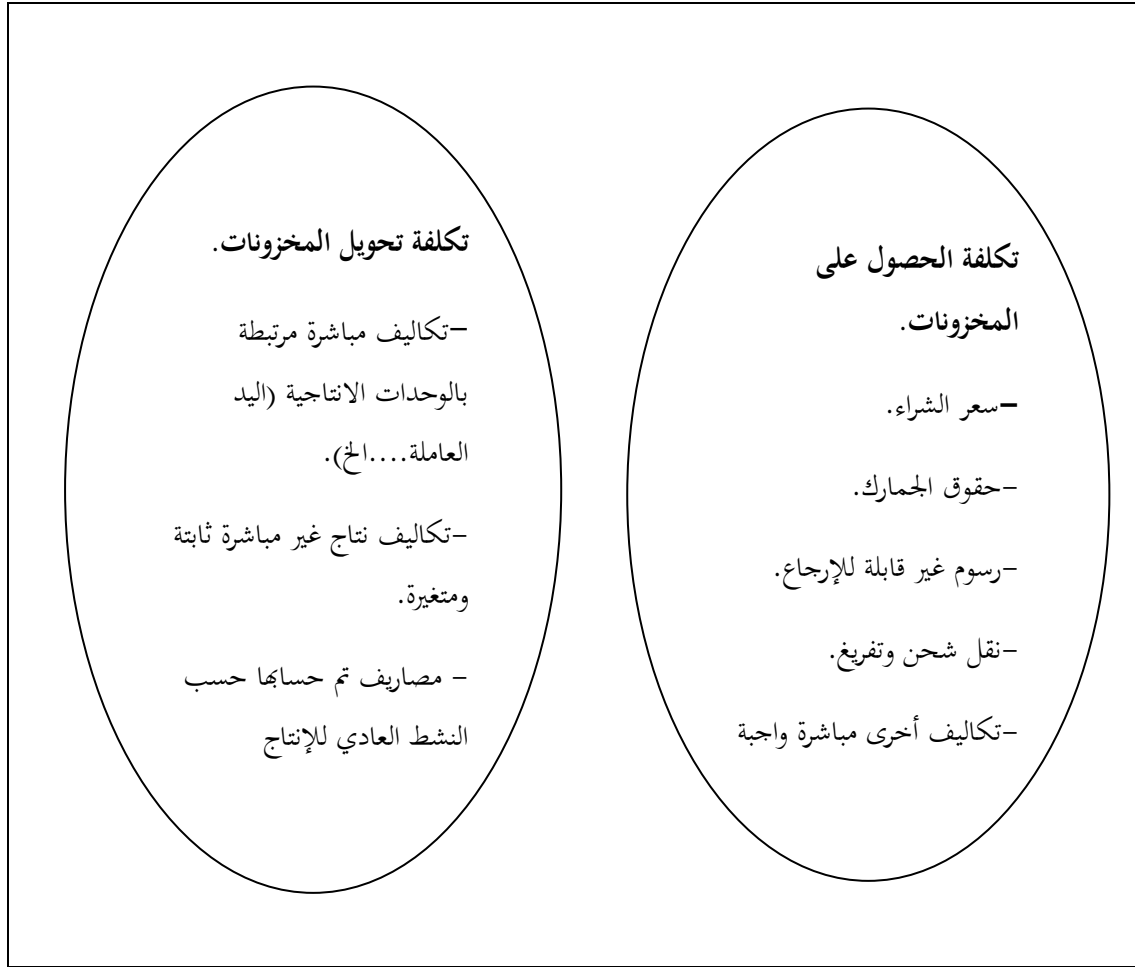 تكلفة الحصول على
المخزونات.
–سعر الشراء.
-حقوق الجمارك.
-رسوم غير قابلة للإرجاع.
-نقل شحن وتفريغ.
-تكاليف أخرى مباشرة واجبة
تكلفة تحويل المخزونات.
–تكاليف مباشرة مرتبطة
بالوحدات الانتاجية (اليد
العاملة....الخ).
-تكاليف نتاج غير مباشرة ثابتة
ومتغيرة.
- مصاريف تم حسابها حسب
النشط العادي للإنتاج